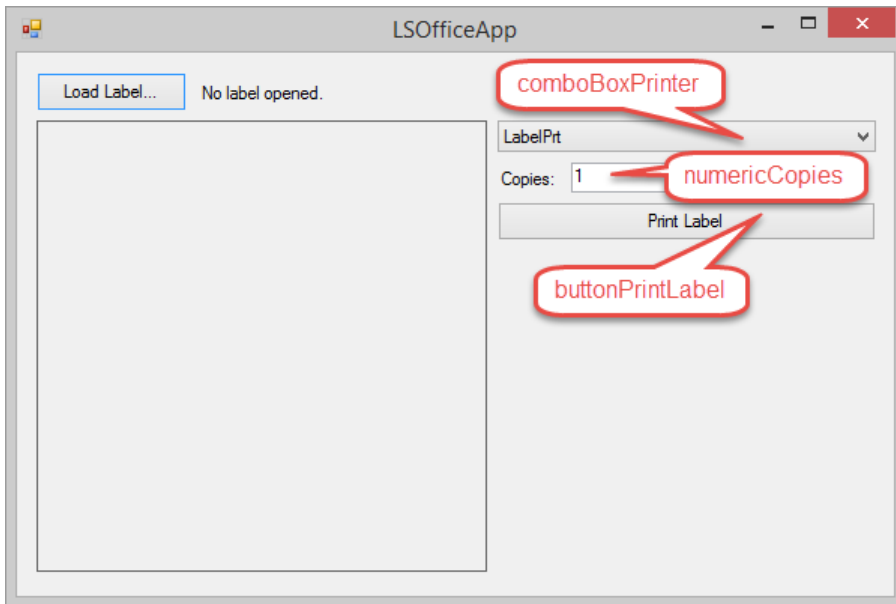 LSOfficeApp
Load Label...
No label opened.
comboBoxPrinter
LabelPrt
Copies: 1
numericCopies
Print Label
buttonPrintLabel